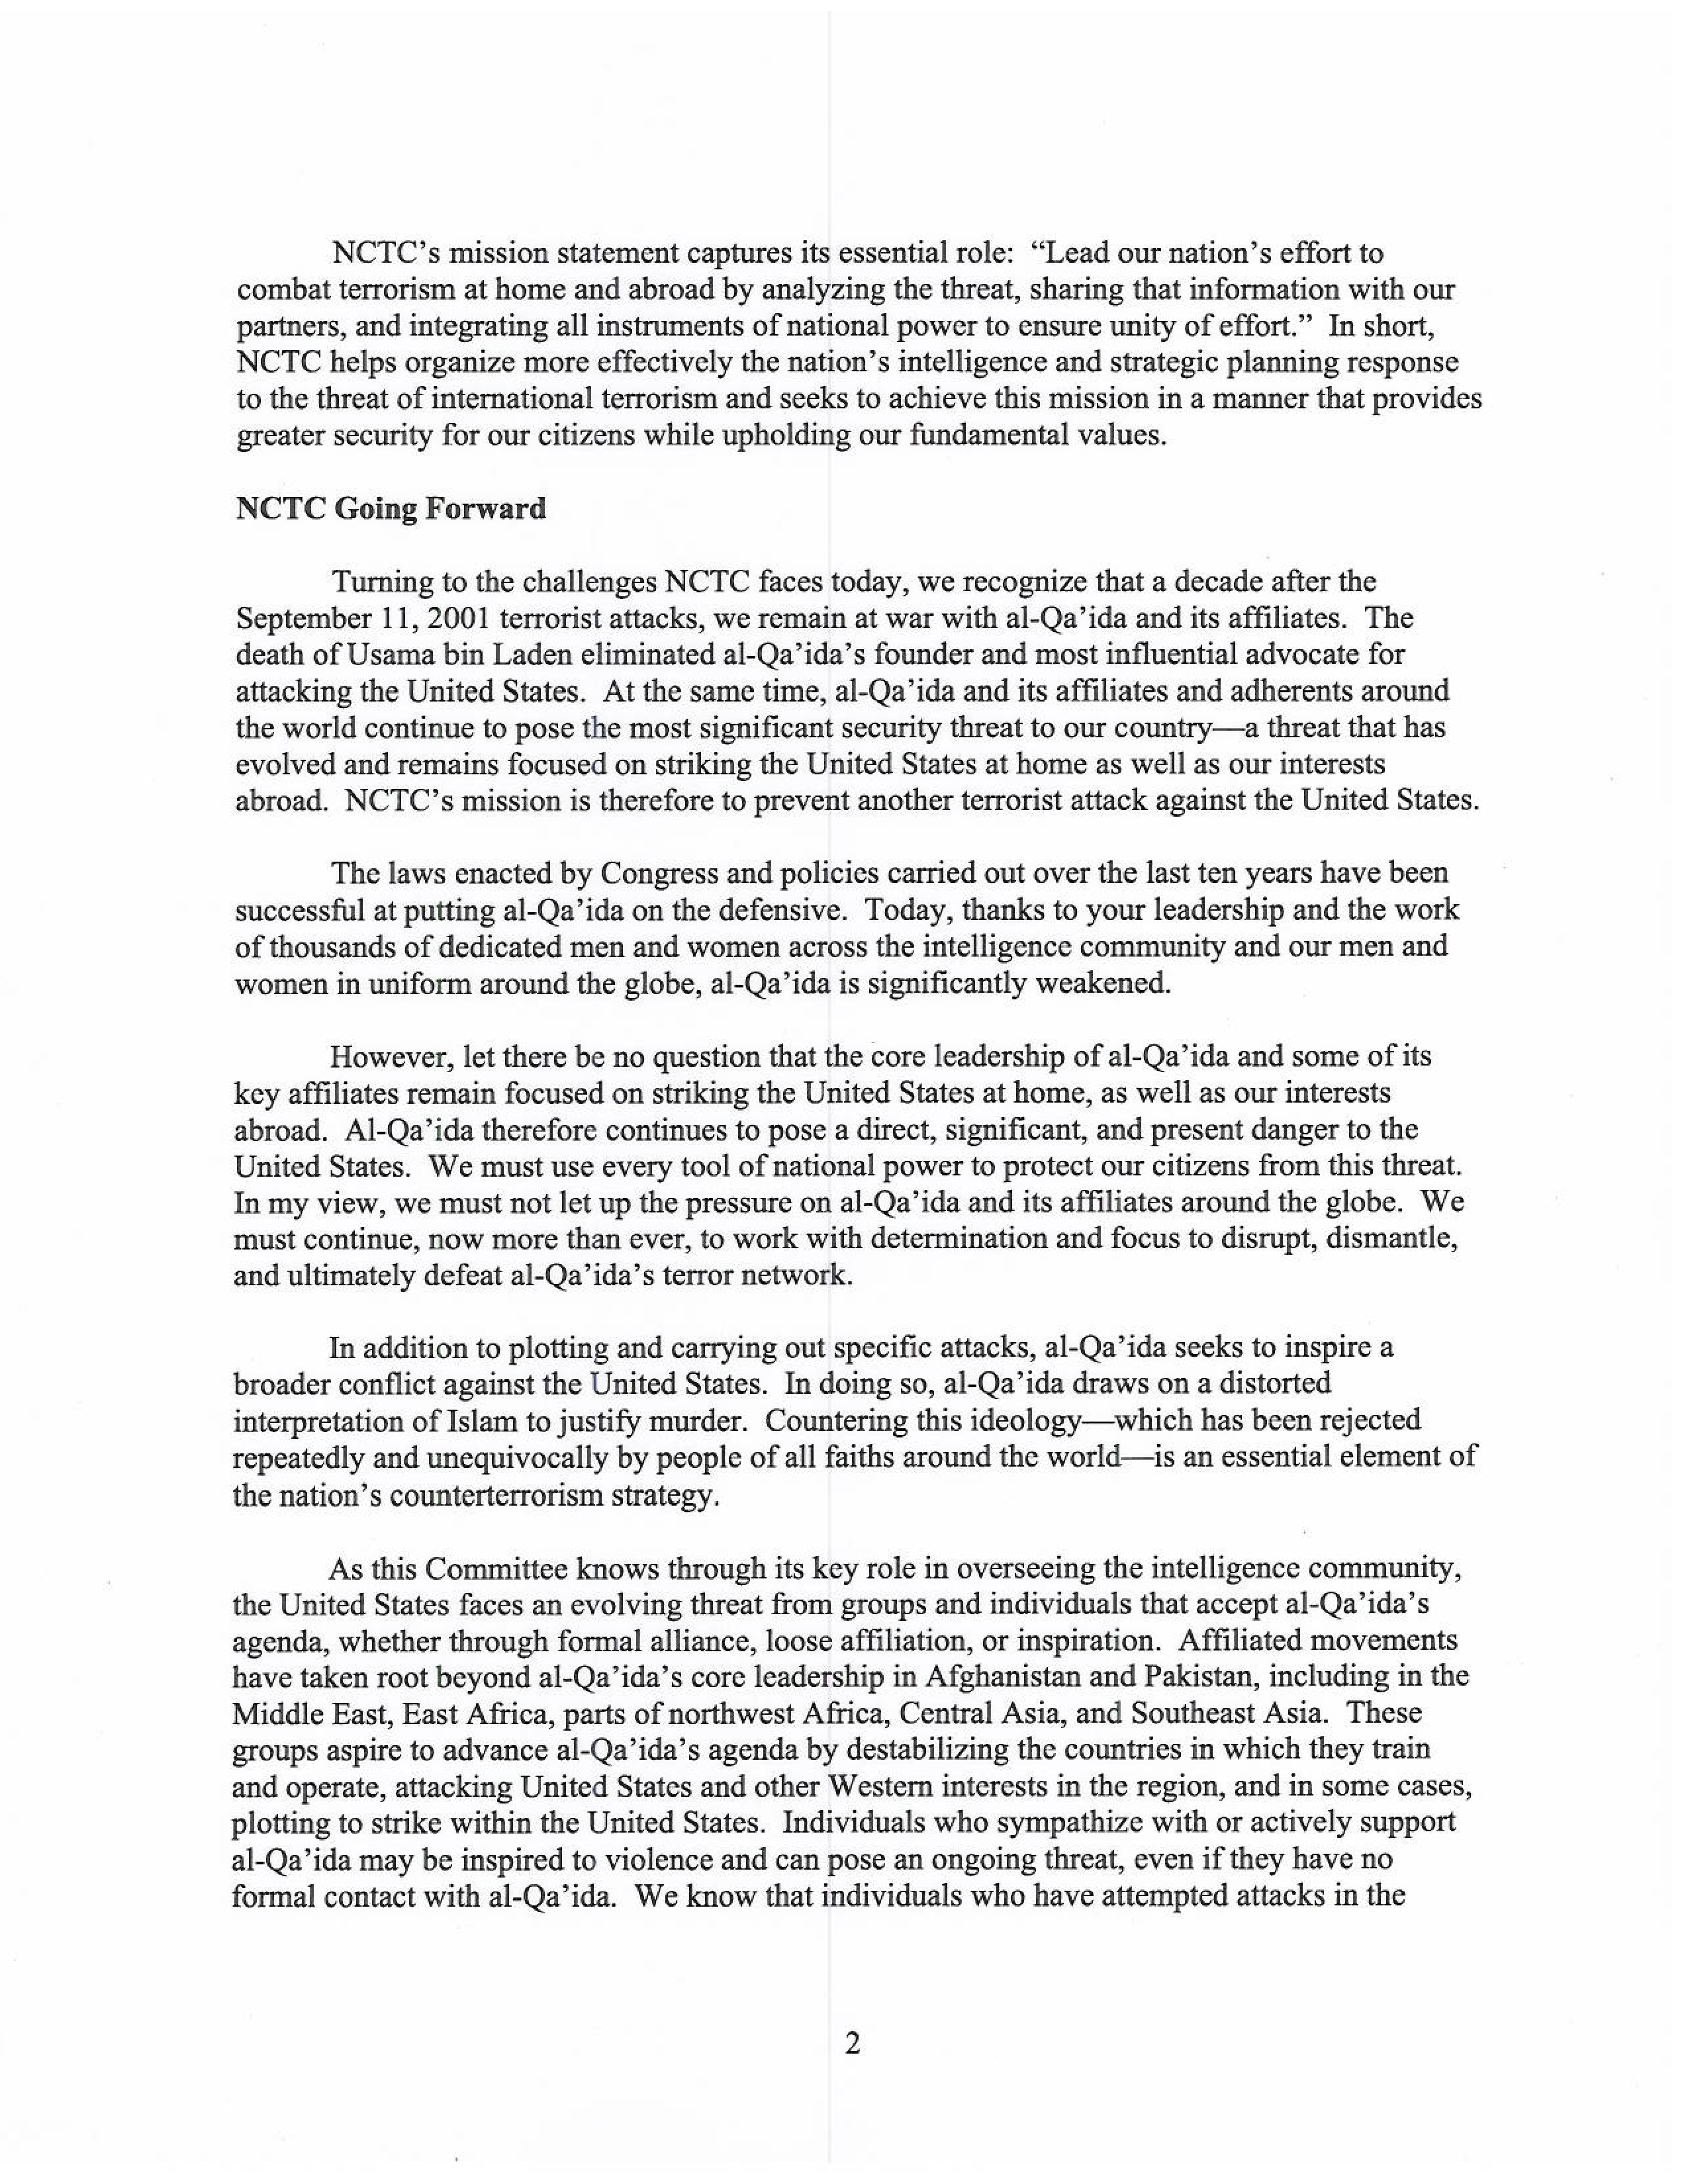 NCTC's mission statement captures its essential role: “Lead our nation's effort to
combat terrorism at home and abroad by analyzing the threat, sharing that information with our
partners, and integrating all instruments of national power to ensure unity of effort.” In short,
NCTC helps organize more effectively the nation's intelligence and strategic planning response
to the threat of international terrorism and seeks to achieve this mission in a manner that provides
greater security for our citizens while upholding our fundamental values.
NCTC Going Forward
Turning to the challenges NCTC faces today, we recognize that a decade after the
September 11, 2001 terrorist attacks, we remain at war with al-Qa'ida and its affiliates. The
death of Usama bin Laden eliminated al-Qa'ida's founder and most influential advocate for
attacking the United States. At the same time, al-Qa'ida and its affiliates and adherents around
the world continue to pose the most significant security threat to our country—a threat that has
evolved and remains focused on striking the United States at home as well as our interests
abroad. NCTC's mission is therefore to prevent another terrorist attack against the United States.
The laws enacted by Congress and policies carried out over the last ten years have been
successful at putting al-Qa'ida on the defensive. Today, thanks to your leadership and the work
of thousands of dedicated men and women across the intelligence community and our men and
women in uniform around the globe, al-Qa'ida is significantly weakened.
However, let there be no question that the core leadership of al-Qa'ida and some of its
key affiliates remain focused on striking the United States at home, as well as our interests
abroad. Al-Qa'ida therefore continues to pose a direct, significant, and present danger to the
United States. We must use every tool of national power to protect our citizens from this threat.
In my view, we must not let up the pressure on al-Qa'ida and its affiliates around the globe. We
must continue, now more than ever, to work with determination and focus to disrupt, dismantle,
and ultimately defeat al-Qa'ida's terror network.
In addition to plotting and carrying out specific attacks, al-Qa'ida seeks to inspire a
broader conflict against the United States. In doing so, al-Qa'ida draws on a distorted
interpretation of Islam to justify murder. Countering this ideology—which has been rejected
repeatedly and unequivocally by people of all faiths around the world—is an essential element of
the nation's counterterrorism strategy.
As this Committee knows through its key role in overseeing the intelligence community,
the United States faces an evolving threat from groups and individuals that accept al-Qa'ida's
agenda, whether through formal alliance, loose affiliation, or inspiration. Affiliated movements
have taken root beyond al-Qa'ida's core leadership in Afghanistan and Pakistan, including in the
Middle East, East Africa, parts of northwest Africa, Central Asia, and Southeast Asia. These
groups aspire to advance al-Qa'ida's agenda by destabilizing the countries in which they train
and operate, attacking United States and other Western interests in the region, and in some cases,
plotting to strike within the United States. Individuals who sympathize with or actively support
al-Qa'ida may be inspired to violence and can pose an ongoing threat, even if they have no
formal contact with al-Qa'ida. We know that individuals who have attempted attacks in the
2